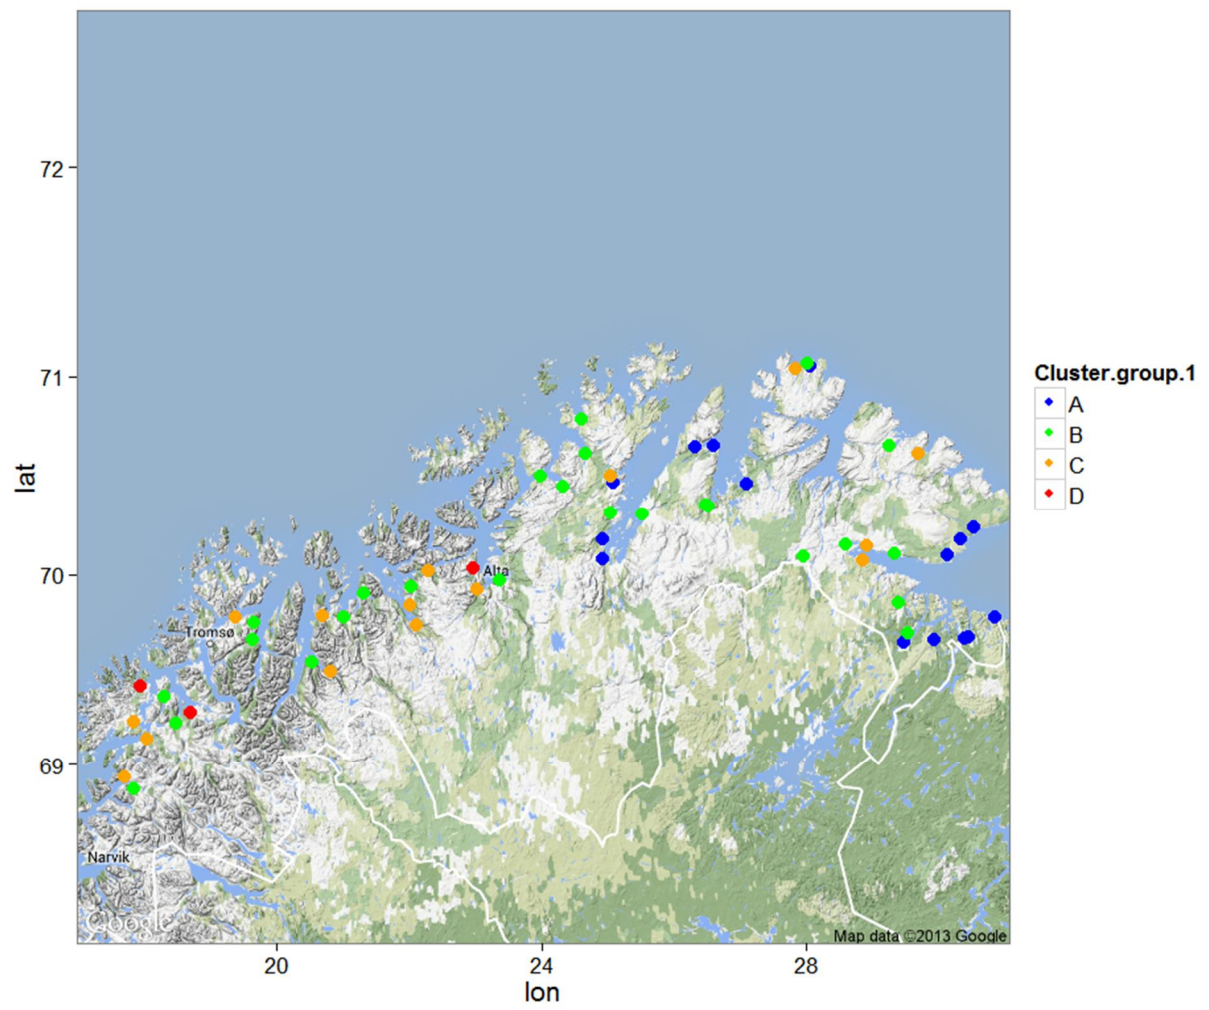 72
71
70
69
lat
Cluster.group.1
A
B
C
D
Alta
Tromsø
Narvik
Google
Map data ©2013 Google
20 24 28
lon